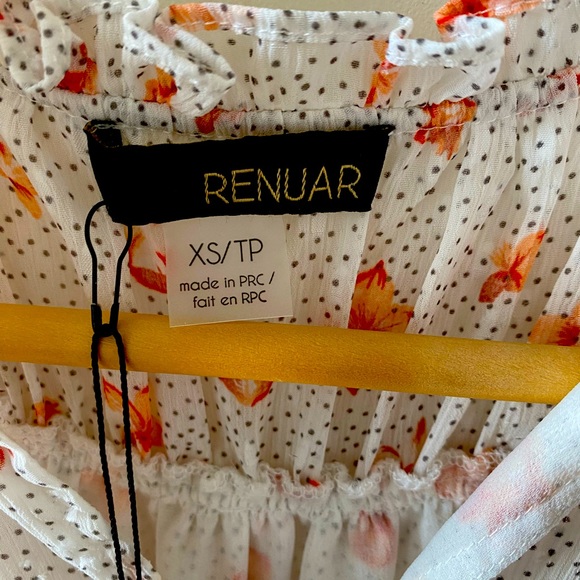 RENUAR
XS/TP
made in PRC /
fait en RPC